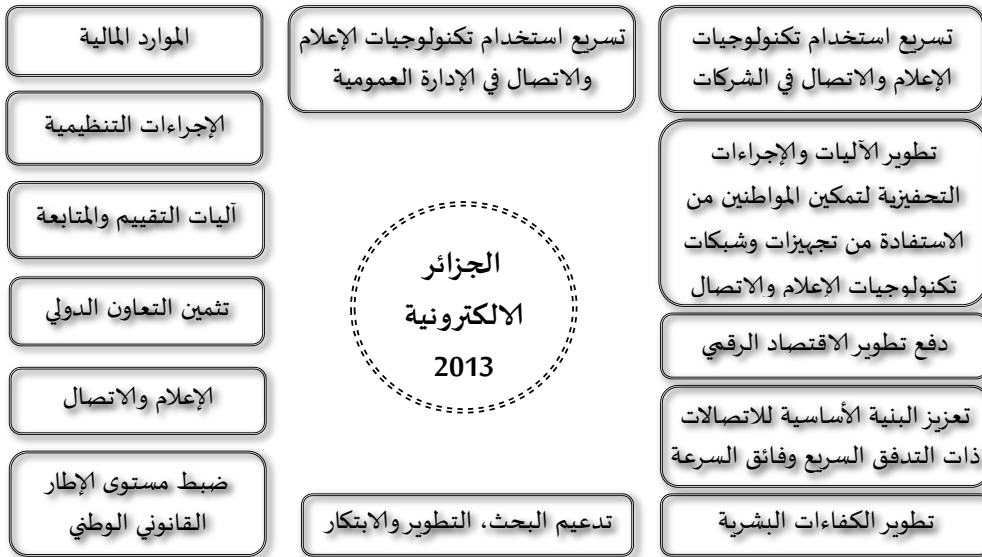 تسريع استخدام تكنولوجيات
الإعلام والاتصال في الشركات
تطوير الآليات والإجراءات
التحفيزية لتمكين المواطنين من
الاستفادة من تجهيزات وشبكات
تكنولوجيات الإعلام والاتصال
دفع تطوير الاقتصاد الرقمي
تعزيز البنية الأساسية للاتصالات
ذات التدفق السريع وفائق السرعة
تطوير الكفاءات البشرية
تسريع استخدام تكنولوجيات الإعلام
والاتصال في الإدارة العمومية
الجزائر
الالكترونية
2013
تدعيم البحث، التطوير والابتكار
الموارد المالية
الإجراءات التنظيمية
آليات التقييم والمتابعة
تثمين التعاون الدولي
الإعلام والاتصال
ضبط مستوى الإطار
القانوني الوطني